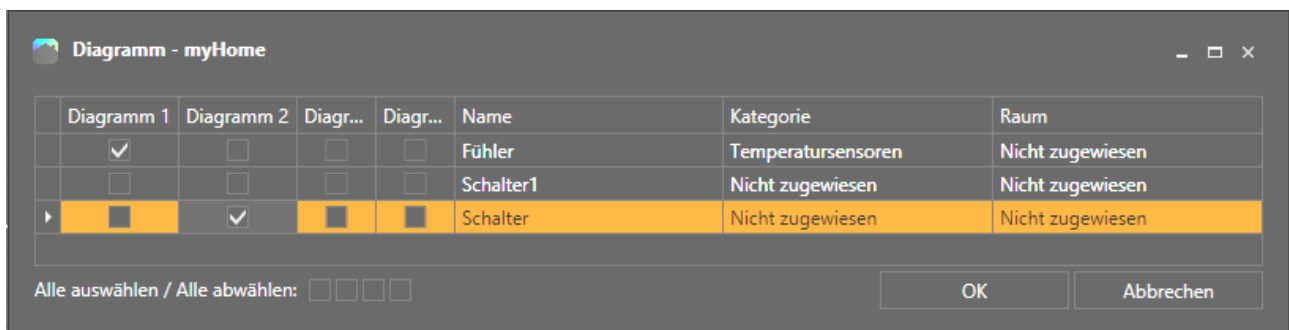 Diagramm - myHome
Diagramm 1 Diagramm 2 Diagr... Diagr... Name Kategorie Raum
Fühler Temperatursensoren Nicht zugewiesen
Schalter1 Nicht zugewiesen Nicht zugewiesen
Schalter Nicht zugewiesen Nicht zugewiesen
Alle auswählen / Alle abwählen: OK Abbrechen